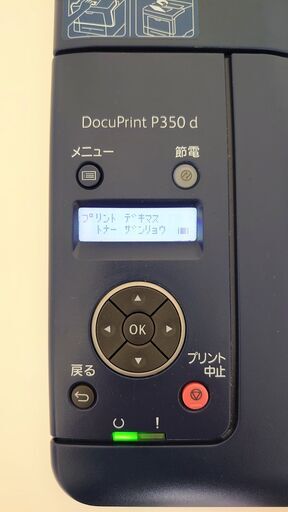 DocuPrint P350 d
メニュー
節電
プリント デキマス
トナー ザンリョウ
OK
戻る
プリント
中止
!